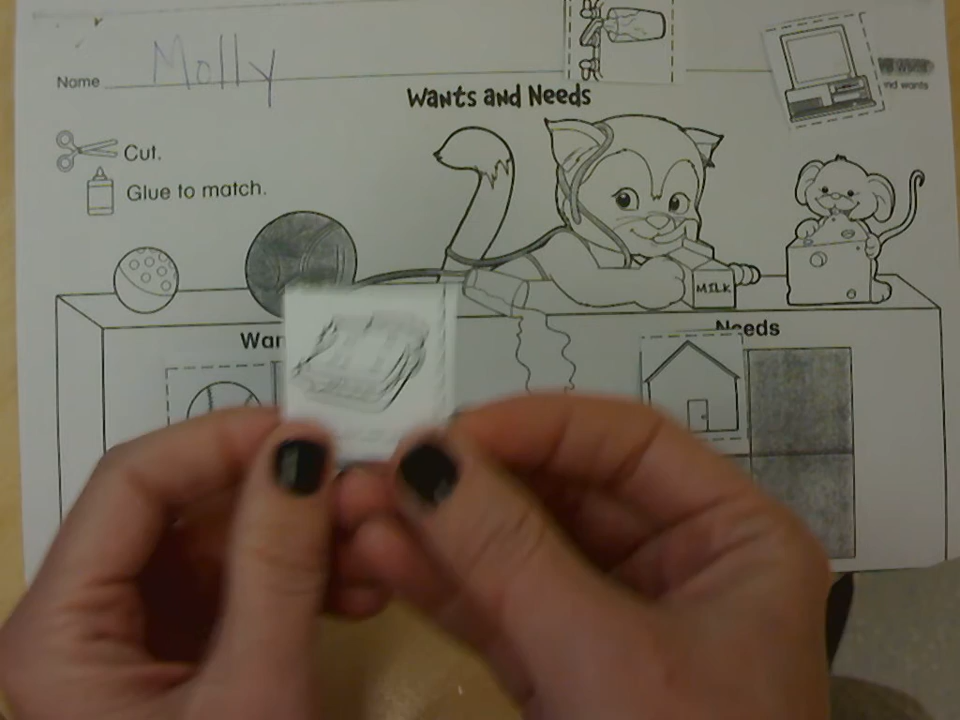 Name Molly
Wants and Needs
Cut.
Glue to match.
MILK
Needs
nd wants